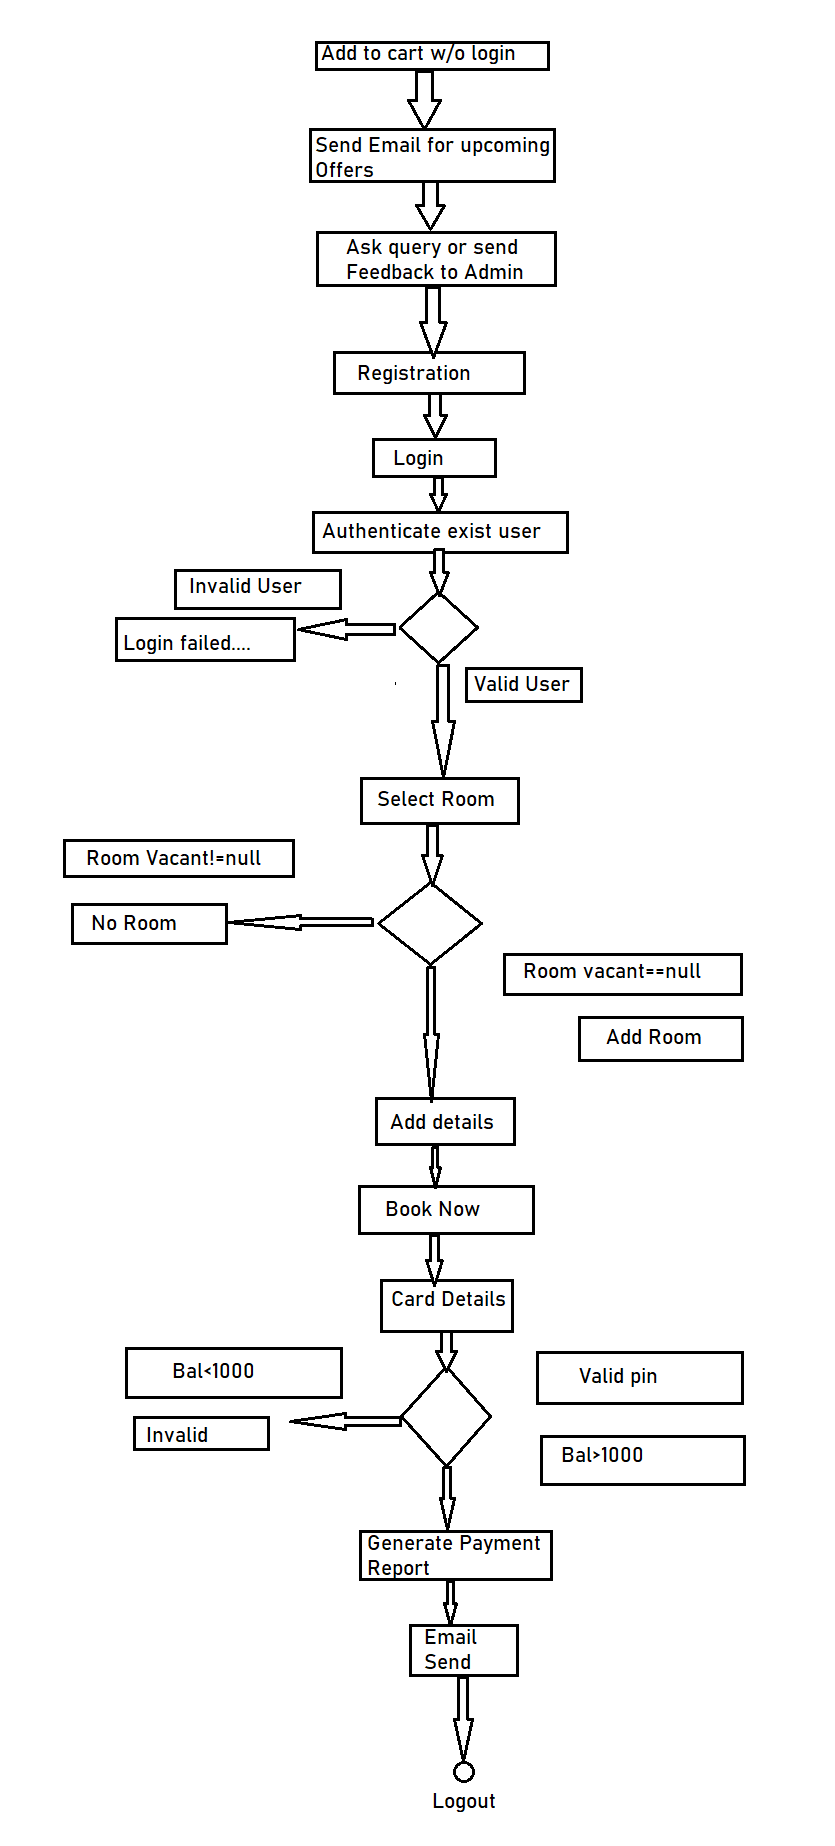 Add to cart w/o login
Send Email for upcoming
Offers
Ask query or send
Feedback to Admin
Registration
Login
Authenticate exist user
Invalid User
Login failed....
Valid User
Select Room
Room Vacant!=null
No Room
Room vacant==null
Add Room
Add details
Book Now
Card Details
Bal<1000
Valid pin
Invalid
Bal>1000
Generate Payment
Report
Email
Send
Logout